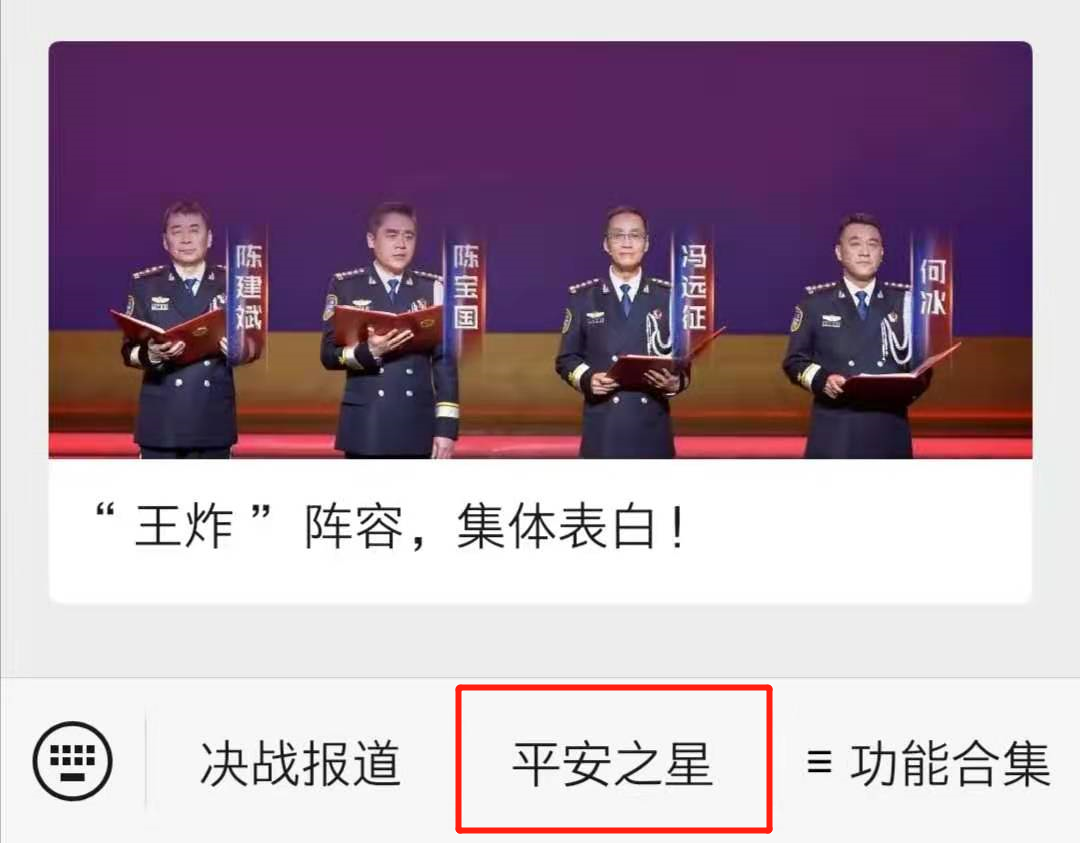 陈建斌
陈宝国
冯远征
何冰
“王炸”阵容，集体表白！
决战报道
平安之星
功能合集